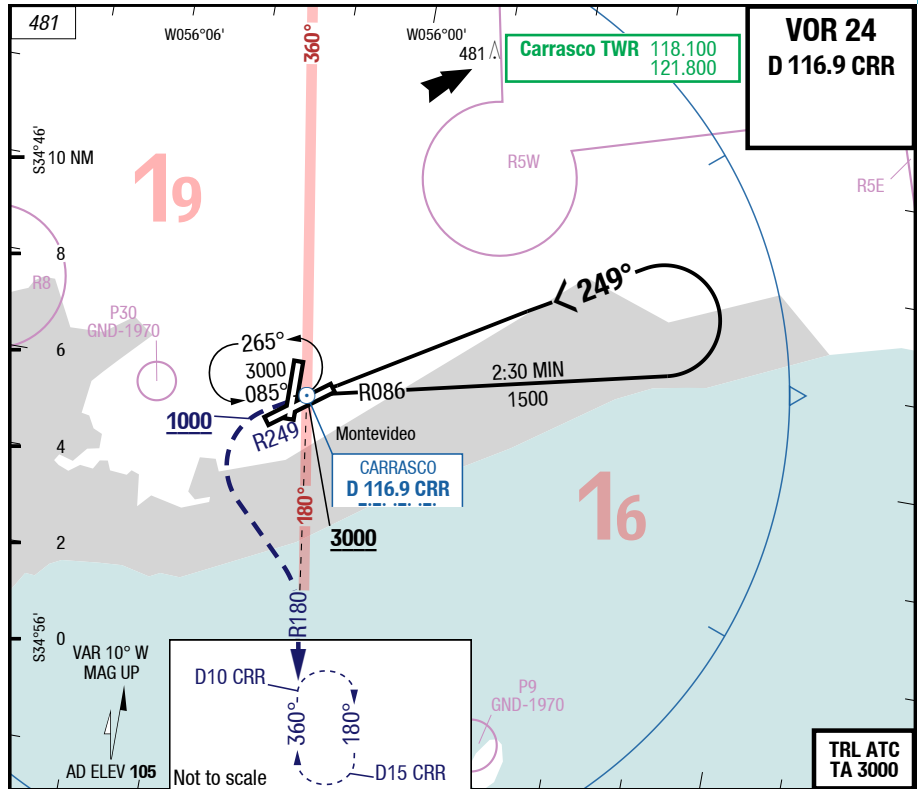 481
W056°06'
W056°00'
360°
481
Carrasco TWR 118.100
121.800
VOR 24
D 116.9 CRR
S34°46'
10 NM
19
R5W
R5E
8
R8
P30
GND-1970
249°
6
265°
3000
085°
R086
2:30 MIN
1500
1000
R249
Montevideo
4
CARRASCO
D 116.9 CRR
180°
16
3000
2
R180
S34°56'
0
VAR 10° W
MAG UP
D10 CRR
360°
180°
P9
GND-1970
D15 CRR
AD ELEV 105
Not to scale
TRL ATC
TA 3000